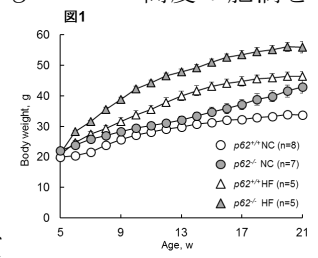 図1
60
50
40
30
20
10
0
Body weight, g
p62+/+ NC (n=8)
p62-/- NC (n=7)
p62+/+ HF (n=5)
p62-/- HF (n=5)
5 9 13 17 21
Age, w